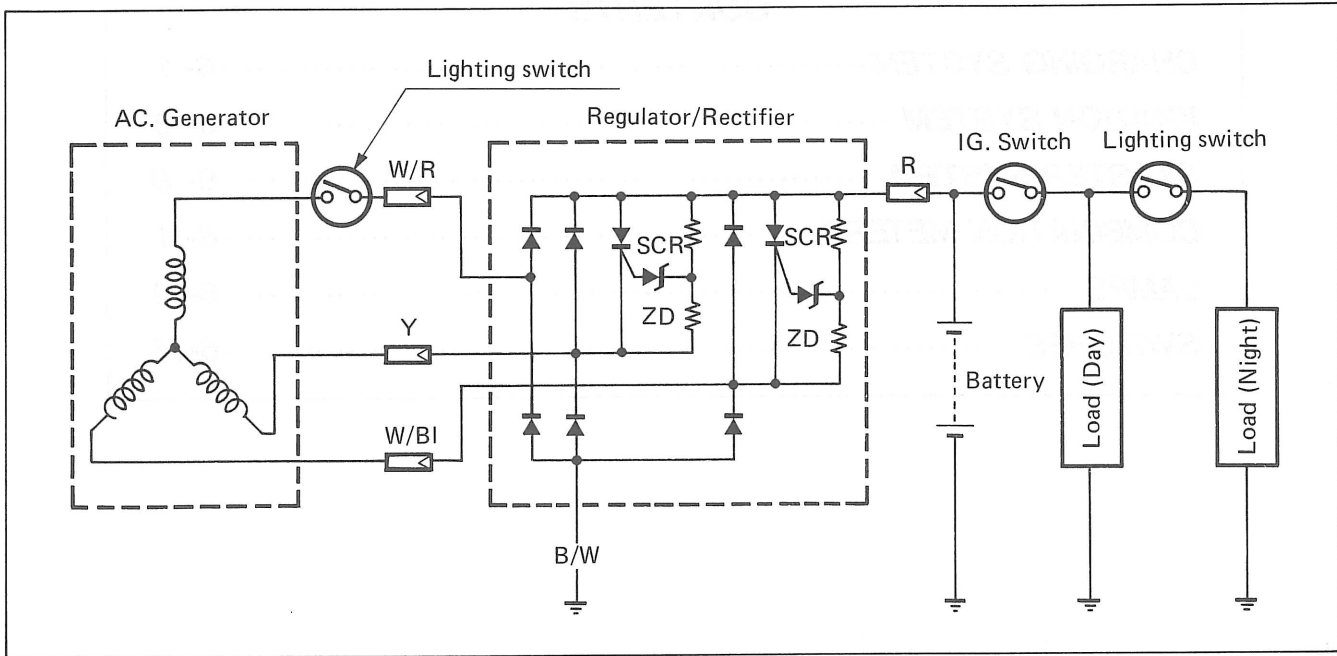 Lighting switch
AC. Generator
Regulator/Rectifier
IG. Switch
Lighting switch
W/R
R
SCR
SCR
ZD
ZD
Y
W/Bl
B/W
Battery
Load (Day)
Load (Night)